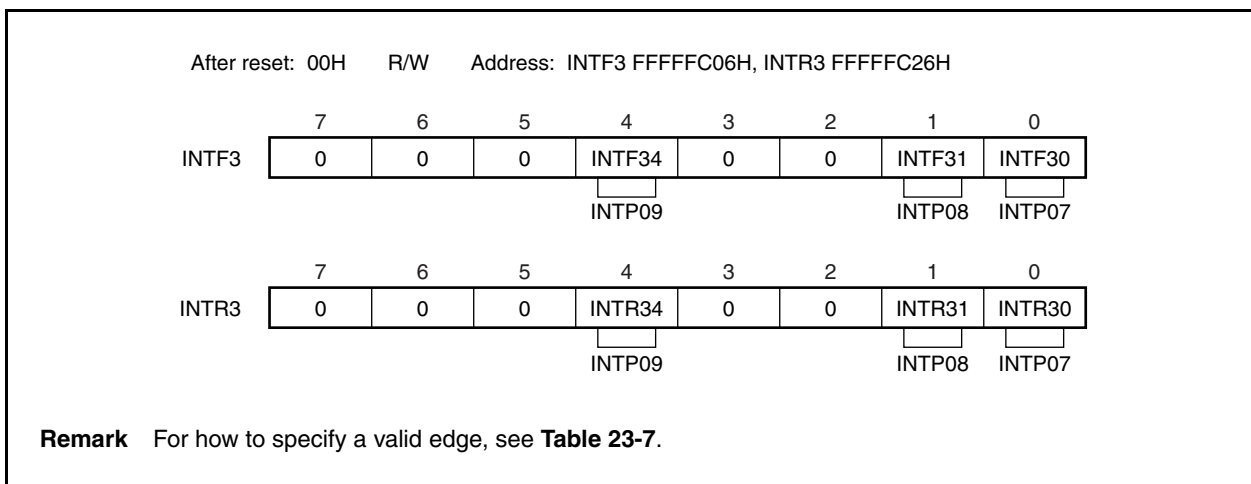 After reset: 00H R/W Address: INTF3 FFFFFC06H, INTR3 FFFFFC26H
7 6 5 4 3 2 1 0
INTF3 0 0 0 INTF34 0 0 INTF31 INTF30
INTP09 INTP08 INTP07
7 6 5 4 3 2 1 0
INTR3 0 0 0 INTR34 0 0 INTR31 INTR30
INTP09 INTP08 INTP07
Remark For how to specify a valid edge, see Table 23-7.